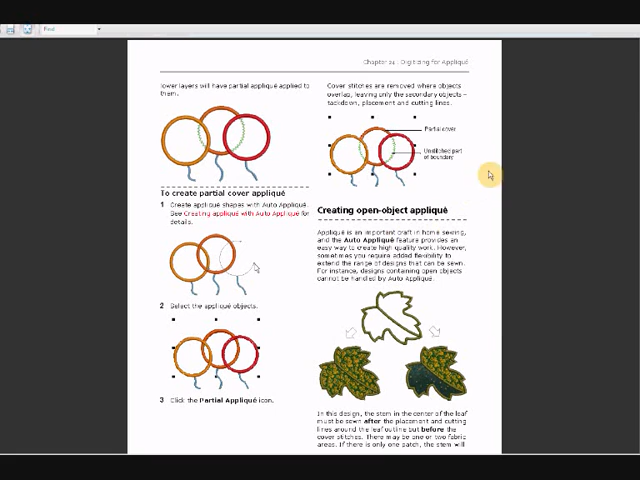 Find
Chapter 24 : Digitizing for Appliqué
lower layers will have partial appliqué applied to
them.
To create partial cover appliqué
1 Create appliqué shapes with Auto Appliqué.
See Creating appliqué with Auto Appliqué for
details.
2 Select the appliqué objects.
3 Click the Partial Appliqué icon.
Cover stitches are removed where objects
overlap, leaving only the secondary objects –
tackdown, placement and cutting lines.
Partial cover
Unstitched part
of boundary
Creating open-object appliqué
Appliqué is an important craft in home sewing,
and the Auto Appliqué feature provides an
easy way to create high quality work. However,
sometimes you require added flexibility to
extend the range of designs that can be sewn.
For instance, designs containing open objects
cannot be handled by Auto Appliqué.
In this design, the stem in the center of the leaf
must be sewn after the placement and cutting
lines around the leaf outline but before the
cover stitches. There may be one or two fabric
areas. If there is only one patch, the stem will